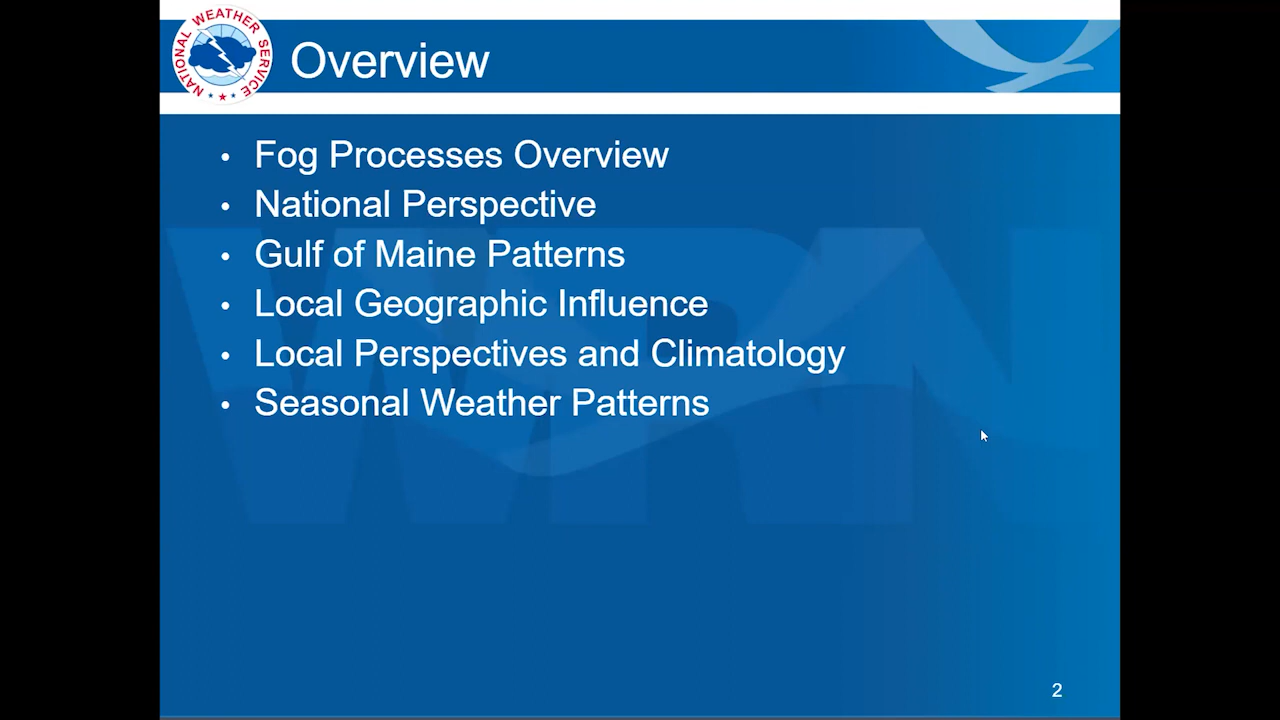 NATIONAL WEATHER SERVICE
Overview
• Fog Processes Overview
• National Perspective
• Gulf of Maine Patterns
• Local Geographic Influence
• Local Perspectives and Climatology
• Seasonal Weather Patterns
WRN
2